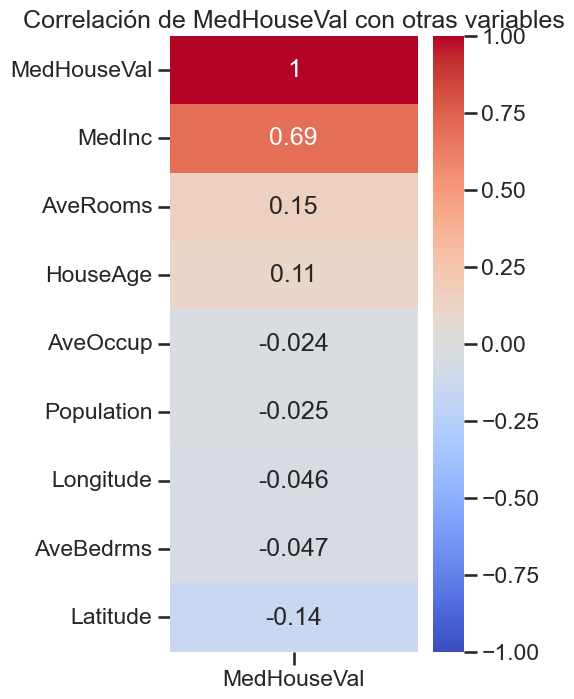 Correlación de MedHouseVal con otras variables
MedHouseVal
1
MedInc
0.69
AveRooms
0.15
HouseAge
0.11
AveOccup
-0.024
Population
-0.025
Longitude
-0.046
AveBedrms
-0.047
Latitude
-0.14
MedHouseVal
1.00
0.75
0.50
0.25
0.00
−0.25
−0.50
−0.75
−1.00